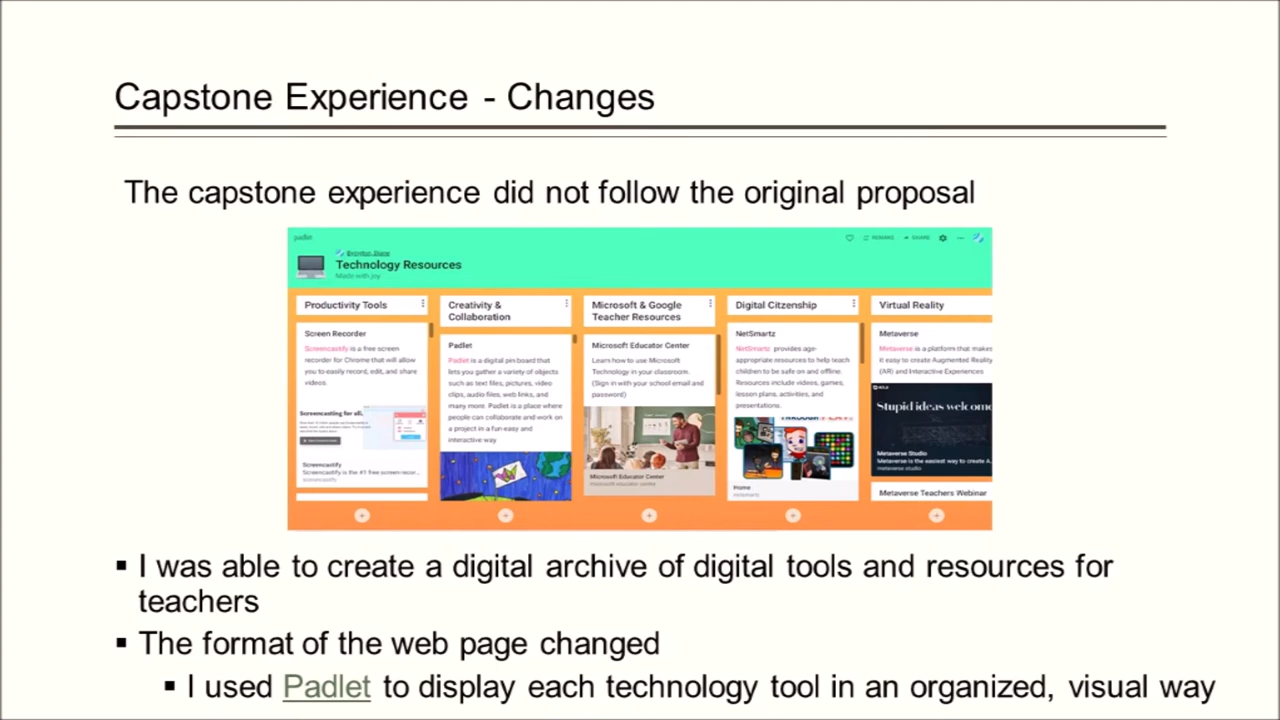 Capstone Experience - Changes
The capstone experience did not follow the original proposal
padlet
REMAKE
SHARE
Technology Resources
Made with joy
Productivity Tools
Screen Recorder
Screencastify is a free screen
recorder for Chrome that will allow
you to easily record, edit, and share
videos.
Screencasting for all.
Screencastify
Screencastify is the #1 free screen recor...
screencastify
Creativity &
Collaboration
Padlet
Padlet is a digital pin board that
lets you gather a variety of objects
such as text files, pictures, video
clips, audio files, web links, and
many more. Padlet is a place where
people can collaborate and work on
a project in a fun easy and
interactive way
Microsoft & Google
Teacher Resources
Microsoft Educator Center
Learn how to use Microsoft
Technology in your classroom.
(Sign in with your school email and
password)
Microsoft Educator Center
microsoft educator center
Digital Citzenship
NetSmartz
NetSmartz provides age-
appropriate resources to help teach
children to be safe on and offline.
Resources include videos, games,
lesson plans, activities, and
presentations.
Home
netsmartz
Virtual Reality
Metaverse
Metaverse is a platform that makes
it easy to create Augmented Reality
(AR) and Interactive Experiences
Stupid ideas welcome
Metaverse Studio
Metaverse is the easiest way to create A...
metaverse studio
Metaverse Teachers Webinar
▪ I was able to create a digital archive of digital tools and resources for
teachers
▪ The format of the web page changed
▪ I used Padlet to display each technology tool in an organized, visual way